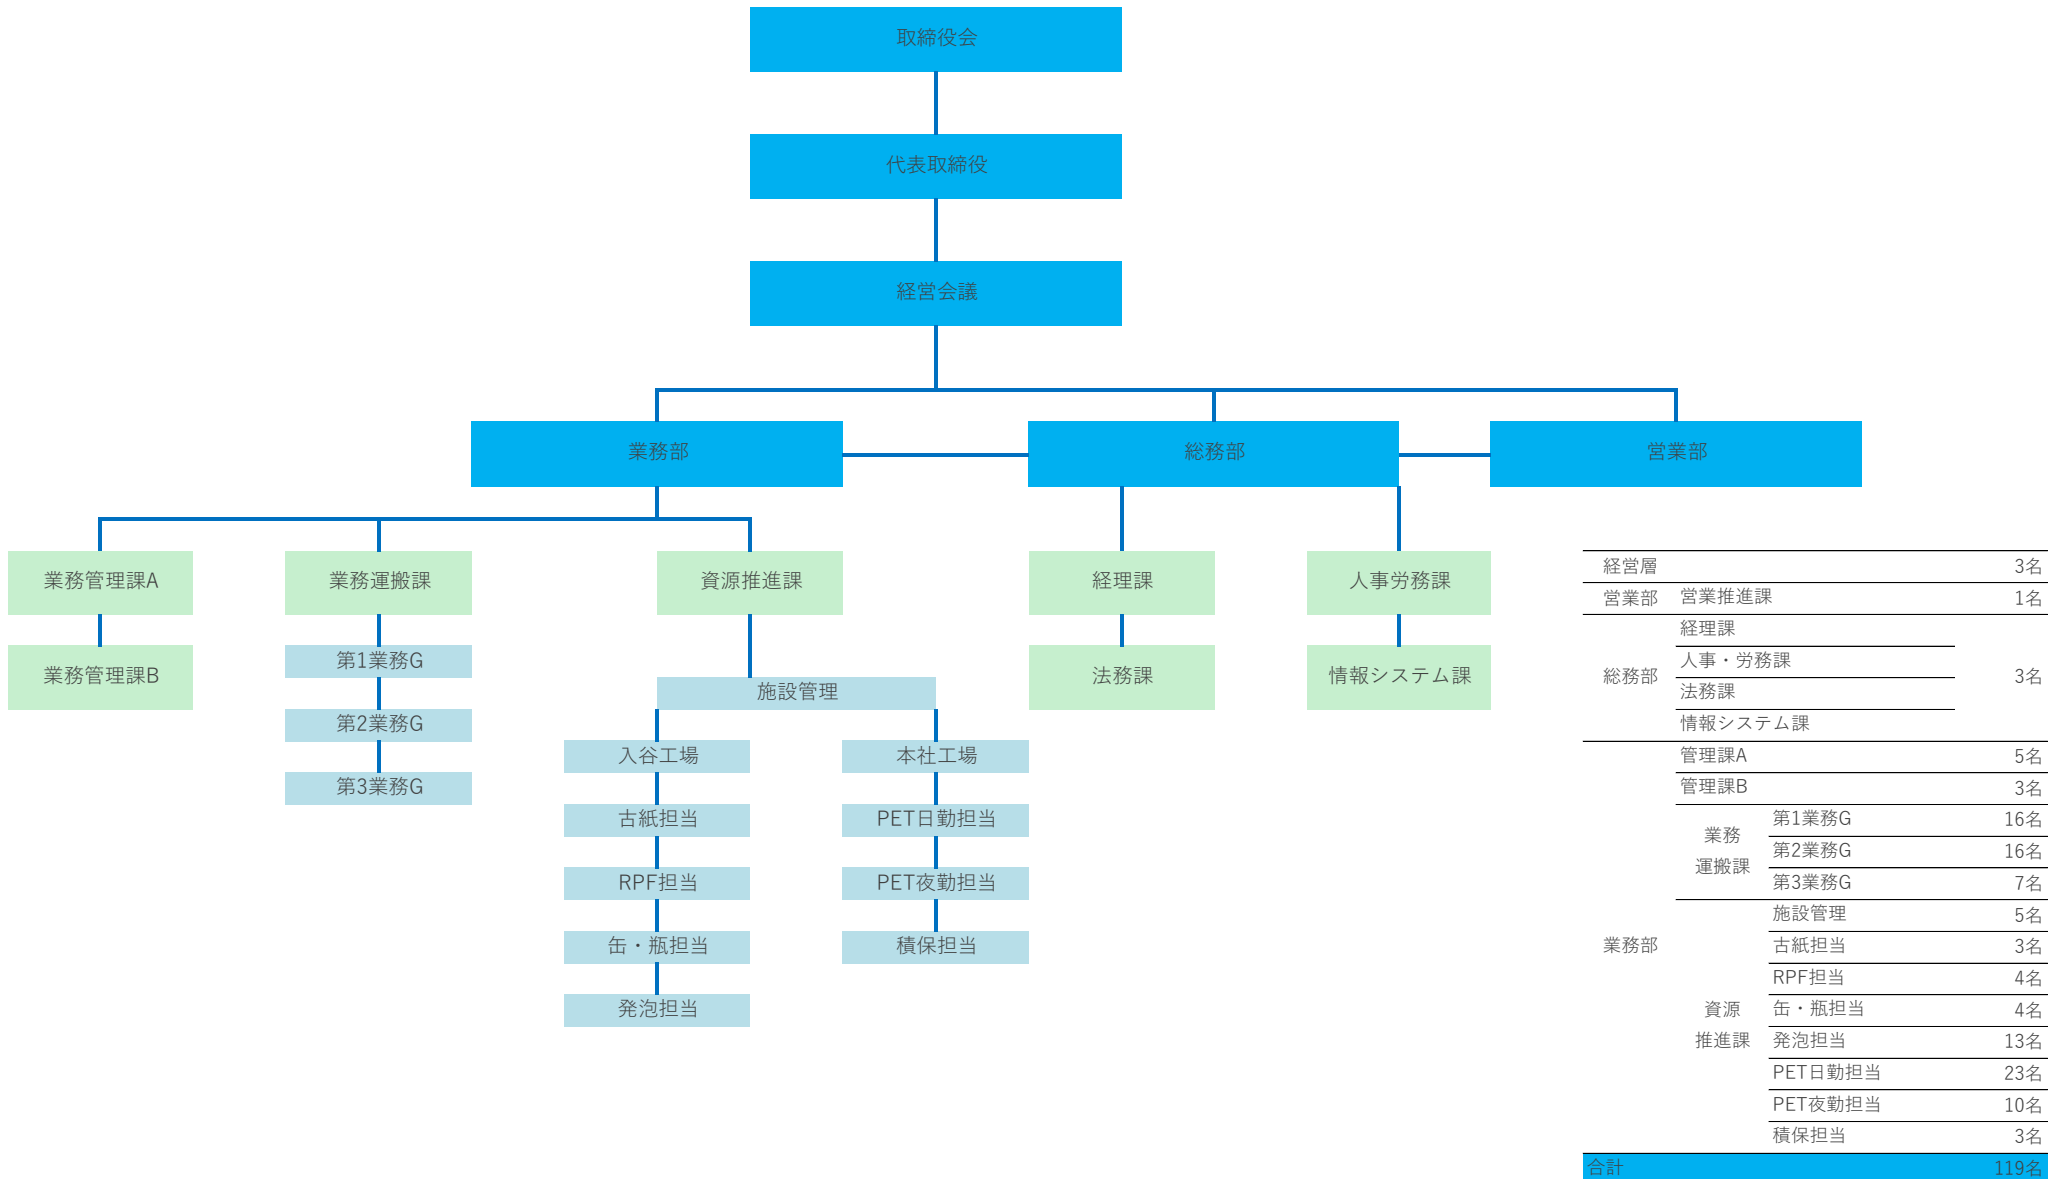 取締役会
代表取締役
経営会議
業務部
総務部
営業部
業務管理課A
業務運搬課
資源推進課
経理課
人事労務課
業務管理課B
第1業務G
第2業務G
第3業務G
施設管理
法務課
情報システム課
入谷工場
本社工場
古紙担当
PET日勤担当
RPF担当
PET夜勤担当
缶・瓶担当
積保担当
発泡担当
経営層 3名
営業部 営業推進課 1名
総務部
経理課
人事・労務課
法務課
情報システム課
3名
業務部
管理課A 5名
管理課B 3名
業務
運搬課
第1業務G 16名
第2業務G 16名
第3業務G 7名
資源
推進課
施設管理 5名
古紙担当 3名
RPF担当 4名
缶・瓶担当 4名
発泡担当 13名
PET日勤担当 23名
PET夜勤担当 10名
積保担当 3名
合計 119名